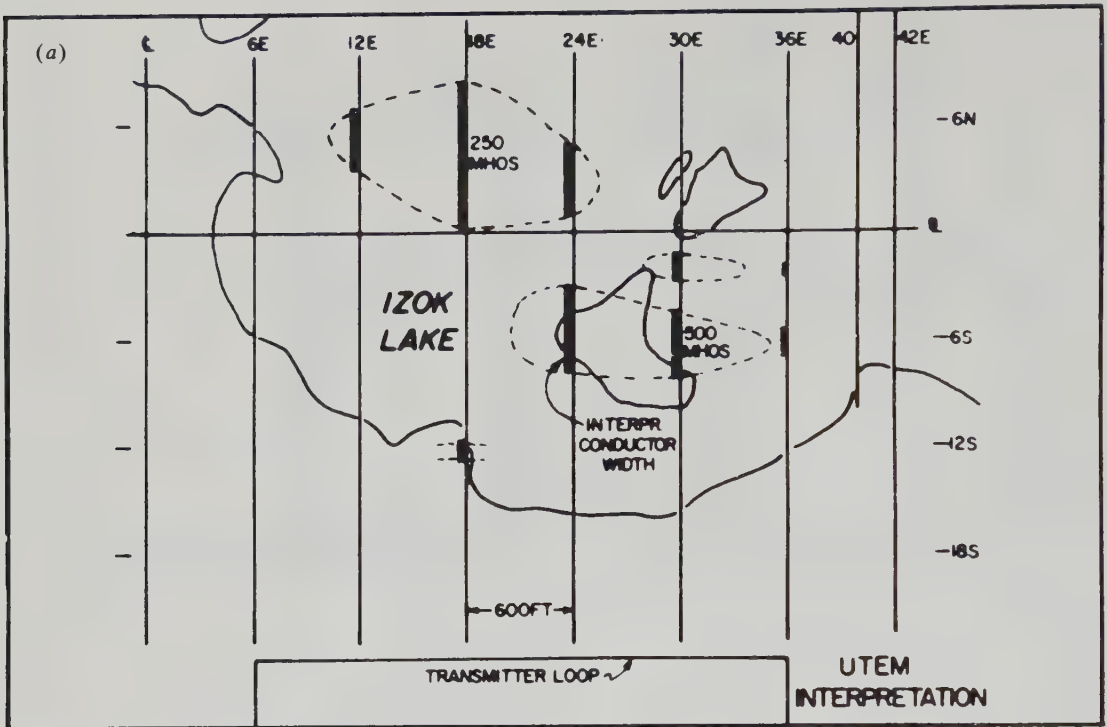 (a)
℄ 6E 12E 18E 24E 30E 36E 40 42E
6N
250
MHOS
℄
IZOK
LAKE
6S
500
MHOS
INTERPR
CONDUCTOR
WIDTH
12S
18S
600FT
TRANSMITTER LOOP
UTEM
INTERPRETATION